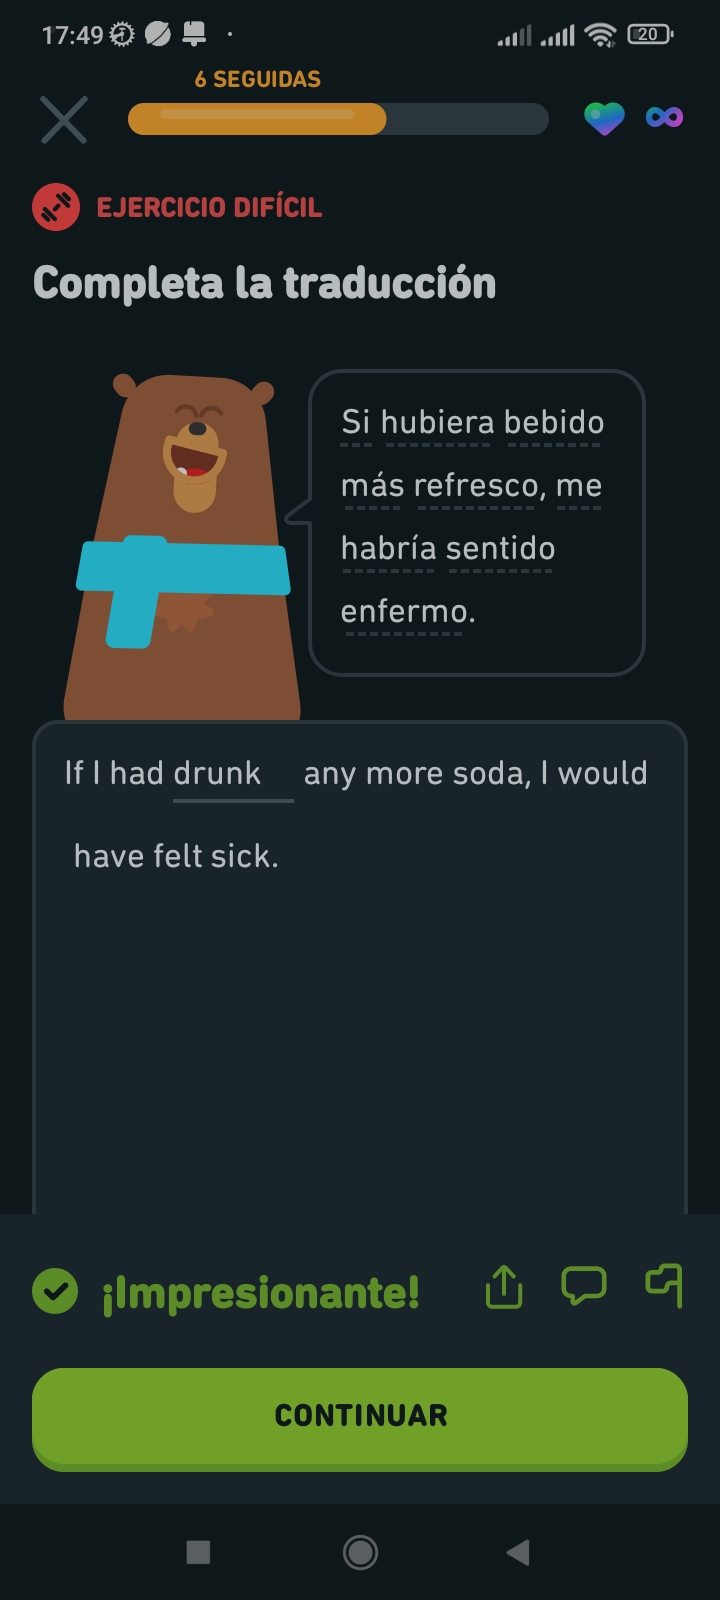 17:49
20
6 SEGUIDAS
EJERCICIO DIFÍCIL
Completa la traducción
Si hubiera bebido
más refresco, me
habría sentido
enfermo.
If I had drunk any more soda, I would
have felt sick.
¡Impresionante!
CONTINUAR